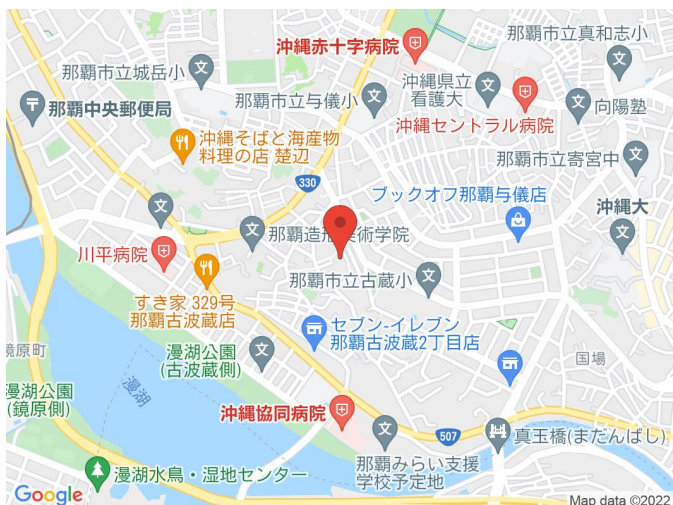 沖縄赤十字病院
那覇市立真和志小
那覇市立城岳小
那覇市立与儀小
沖縄県立
看護大
向陽塾
那覇中央郵便局
沖縄セントラル病院
沖縄そばと海産物
料理の店 楚辺
那覇市立寄宮中
330
ブックオフ那覇与儀店
沖縄大
川平病院
那覇造形美術学院
那覇市立古蔵小
すき家 329号
那覇古波蔵店
セブン-イレブン
那覇古波蔵2丁目店
鏡原町
漫湖公園
(古波蔵側)
国場
漫湖公園
(鏡原側)
漫湖
沖縄協同病院
507
真玉橋(まだんばし)
那覇みらい支援
学校予定地
漫湖水鳥・湿地センター
Google
Map data ©2022